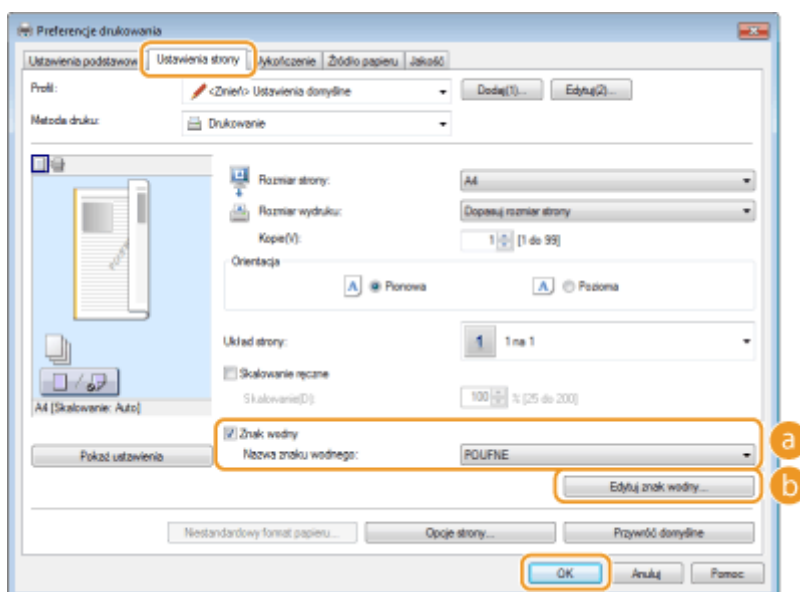 Preferencje drukowania
Ustawienia podstawow Ustawienia strony Wykończenie Źródło papieru Jakość
Profil: <Zmień> Ustawienia domyślne Dodaj(1)... Edytuj(2)...
Metoda druku: Drukowanie
Rozmiar strony: A4
Rozmiar wydruku: Dopasuj rozmiar strony
Kopie(V): 1 [1 do 99]
Orientacja
A Pionowa A Pozioma
Układ strony: 1 1 na 1
Skalowanie ręczne
Skalowanie(D): 100 % [25 do 200]
A4 [Skalowanie: Auto]
Znak wodny
Nazwa znaku wodnego: POUFNE
a
Pokaż ustawienia
Edytuj znak wodny...
b
Niestandardowy format papieru... Opcje strony... Przywróć domyślne
OK Anuluj Pomoc